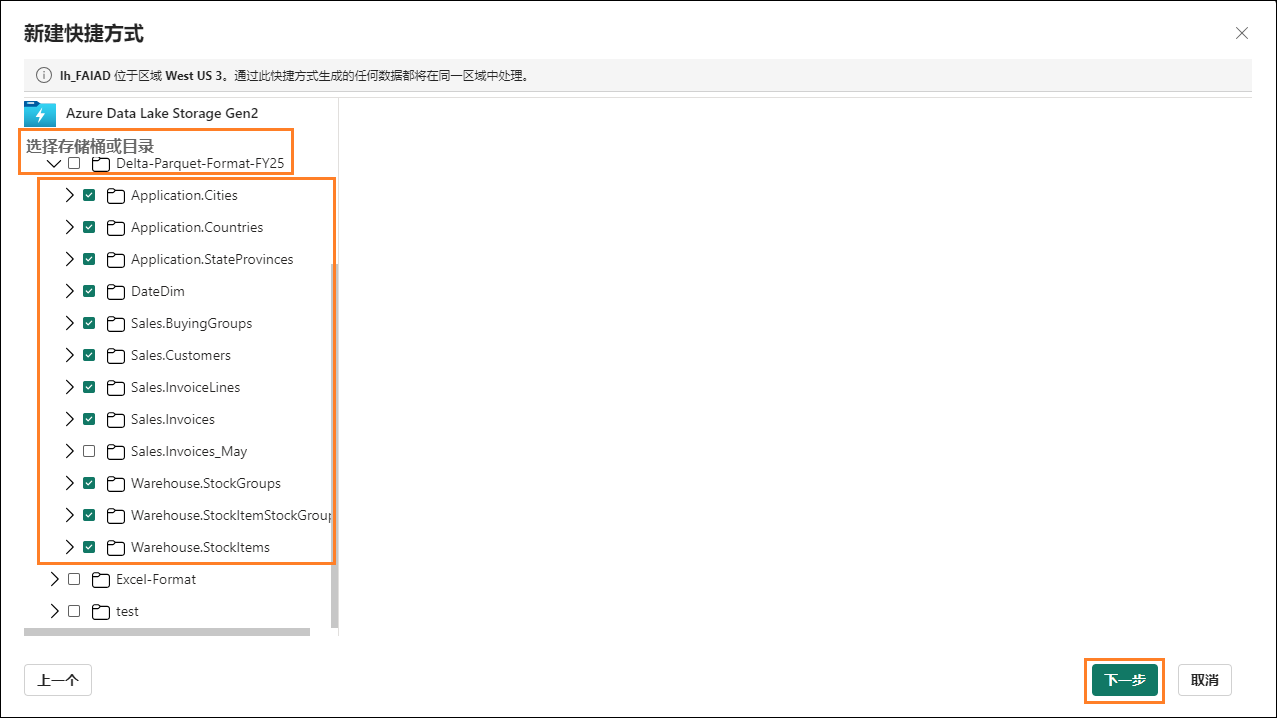 新建快捷方式
lh_FAIAD 位于区域 West US 3。通过此快捷方式生成的任何数据都将在同一区域中处理。
Azure Data Lake Storage Gen2
选择存储桶或目录
Delta-Parquet-Format-FY25
Application.Cities
Application.Countries
Application.StateProvinces
DateDim
Sales.BuyingGroups
Sales.Customers
Sales.InvoiceLines
Sales.Invoices
Sales.Invoices_May
Warehouse.StockGroups
Warehouse.StockItemStockGroup
Warehouse.StockItems
Excel-Format
test
上一个
下一步
取消